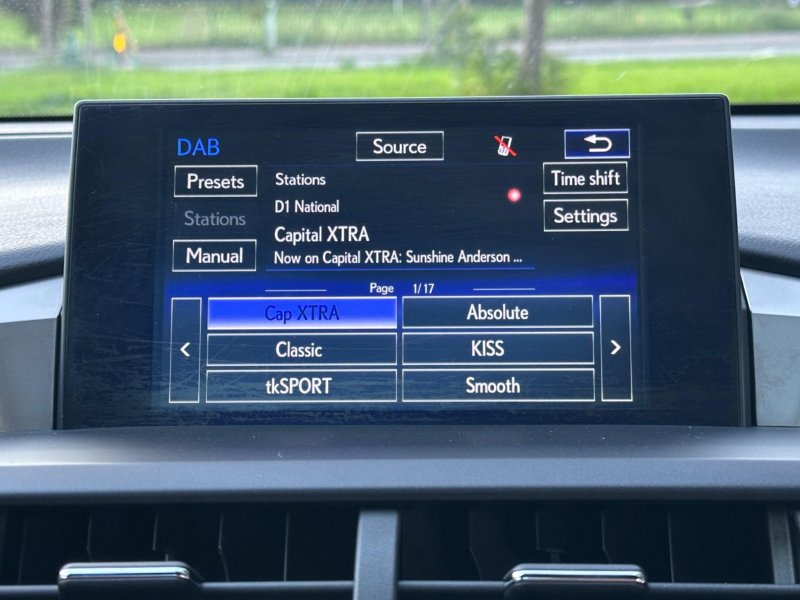 DAB
Source
Presets
Stations
Time shift
D1 National
Stations
Settings
Capital XTRA
Manual
Now on Capital XTRA: Sunshine Anderson ...
Page 1/17
Cap XTRA
Absolute
Classic
KISS
tkSPORT
Smooth